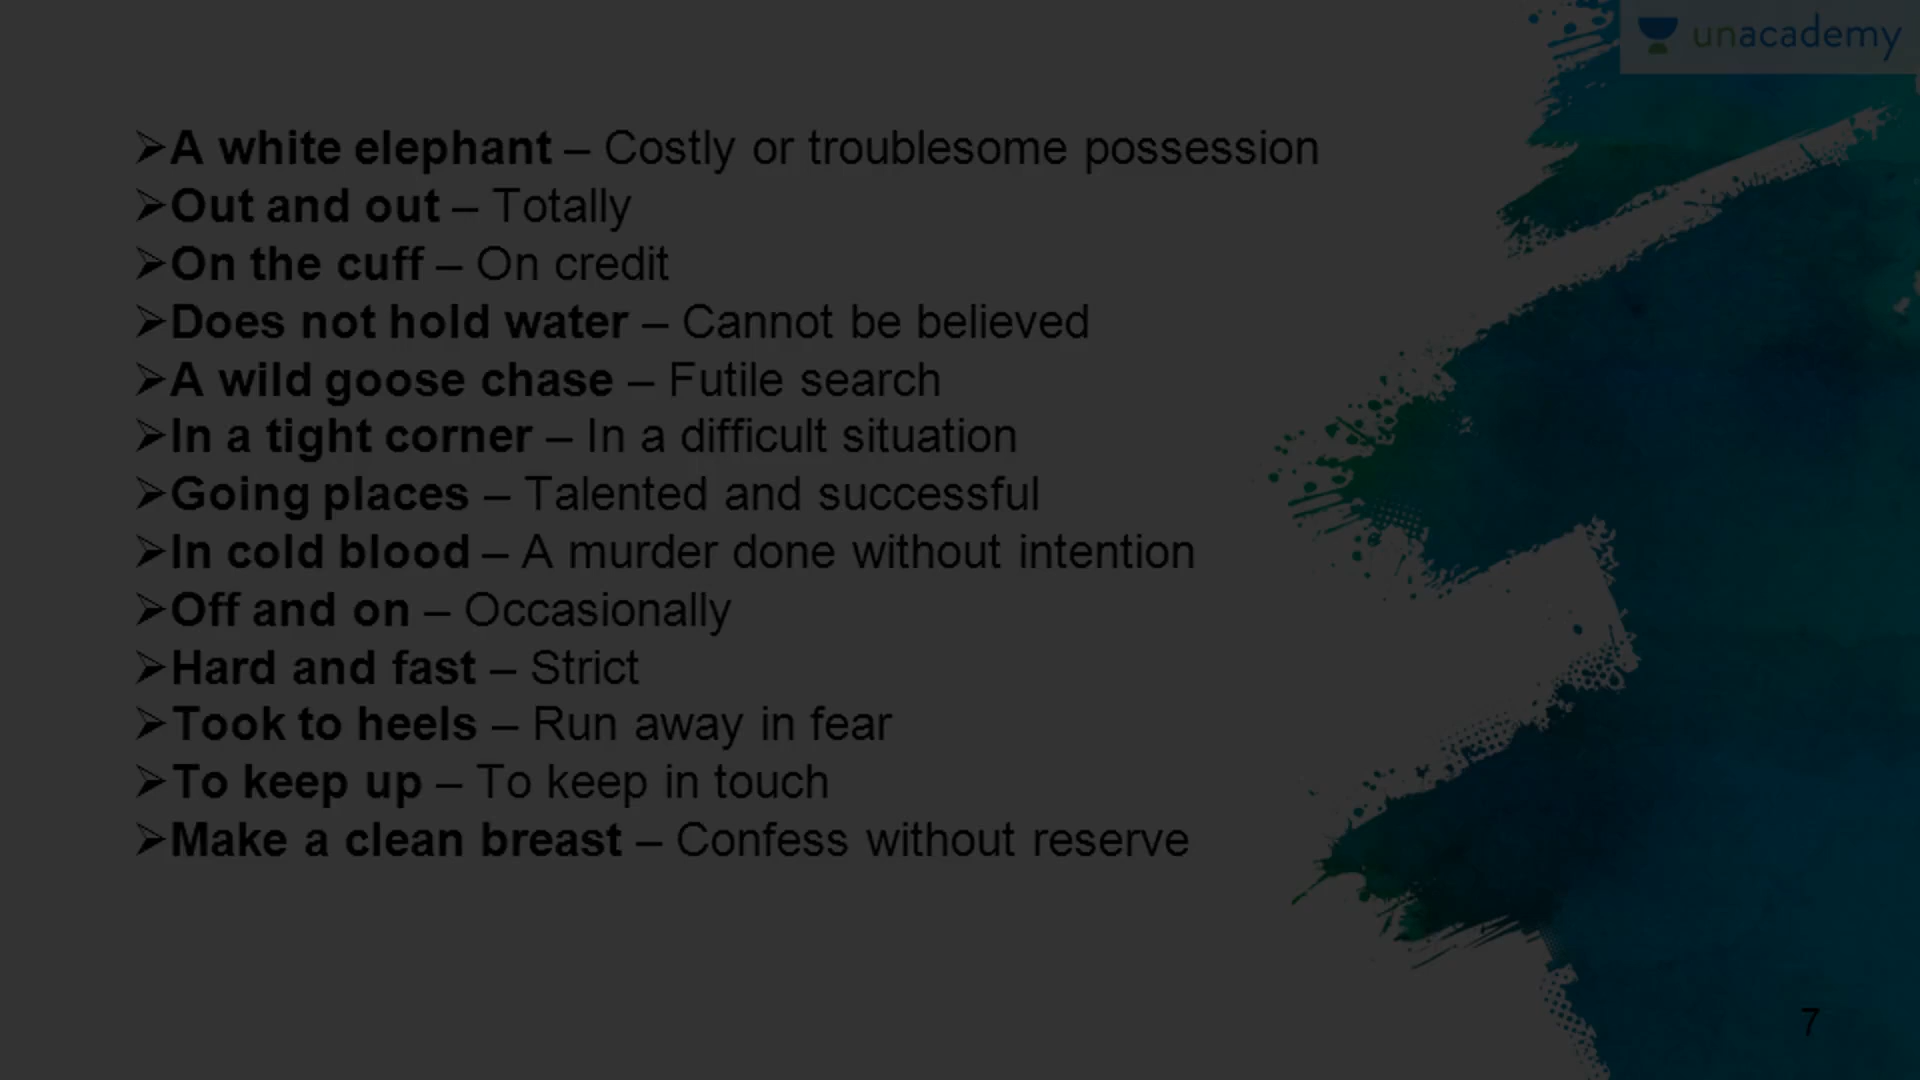 unacademy
➢A white elephant – Costly or troublesome possession
➢Out and out – Totally
➢On the cuff – On credit
➢Does not hold water – Cannot be believed
➢A wild goose chase – Futile search
➢In a tight corner – In a difficult situation
➢Going places – Talented and successful
➢In cold blood – A murder done without intention
➢Off and on – Occasionally
➢Hard and fast – Strict
➢Took to heels – Run away in fear
➢To keep up – To keep in touch
➢Make a clean breast – Confess without reserve
7